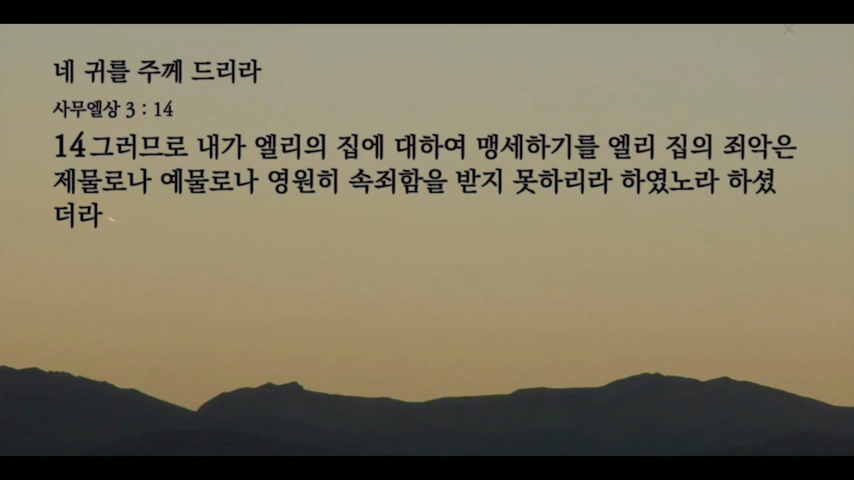 네 귀를 주께 드리라
사무엘상 3 : 14
14그러므로 내가 엘리의 집에 대하여 맹세하기를 엘리 집의 죄악은
제물로나 예물로나 영원히 속죄함을 받지 못하리라 하였노라 하셨
더라